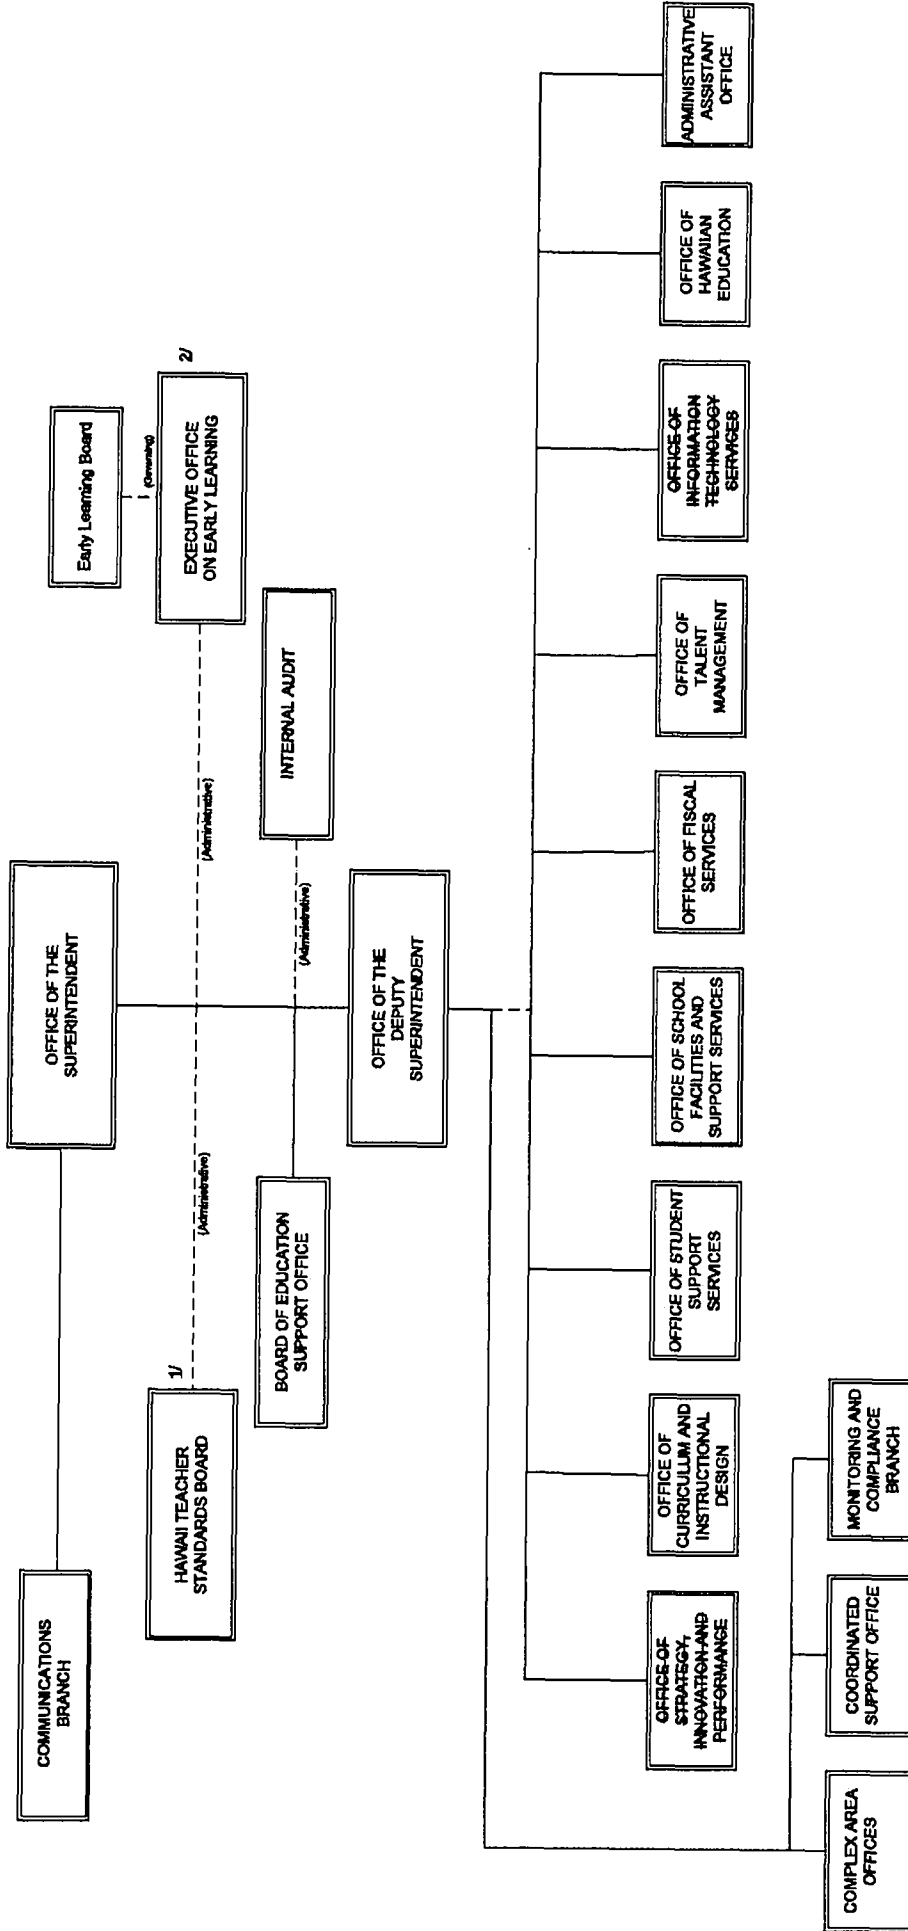 OFFICE OF THE
SUPERINTENDENT
COMMUNICATIONS
BRANCH
Early Learning Board
(Governing)
HAWAII TEACHER
STANDARDS BOARD
1/
(Administrative)
(Administrative)
EXECUTIVE OFFICE
ON EARLY LEARNING
2/
BOARD OF EDUCATION
SUPPORT OFFICE
(Administrative)
INTERNAL AUDIT
OFFICE OF THE
DEPUTY
SUPERINTENDENT
OFFICE OF
STRATEGY,
INNOVATION AND
PERFORMANCE
OFFICE OF
CURRICULUM AND
INSTRUCTIONAL
DESIGN
OFFICE OF STUDENT
SUPPORT
SERVICES
OFFICE OF SCHOOL
FACILITIES AND
SUPPORT SERVICES
OFFICE OF FISCAL
SERVICES
OFFICE OF
TALENT
MANAGEMENT
OFFICE OF
INFORMATION
TECHNOLOGY
SERVICES
OFFICE OF
HAWAIIAN
EDUCATION
ADMINISTRATIVE
ASSISTANT
OFFICE
COMPLEX AREA
OFFICES
COORDINATED
SUPPORT OFFICE
MONITORING AND
COMPLIANCE
BRANCH